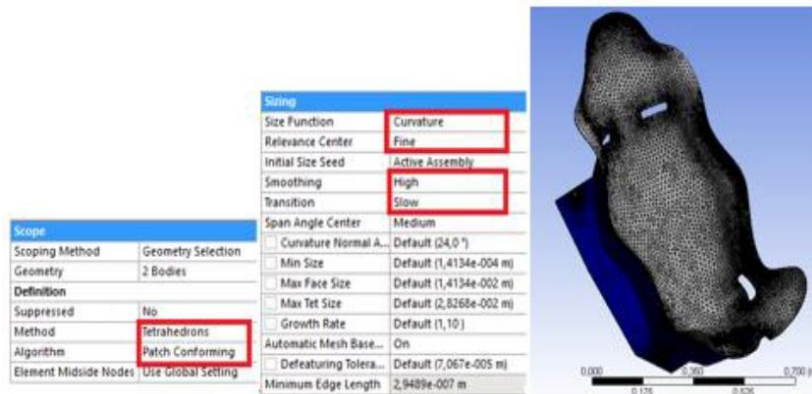 Scope
Scoping Method Geometry Selection
Geometry 2 Bodies
Definition
Suppressed No
Method Tetrahedrons
Algorithm Patch Conforming
Element Midside Nodes Use Global Setting
Sizing
Size Function Curvature
Relevance Center Fine
Initial Size Seed Active Assembly
Smoothing High
Transition Slow
Span Angle Center Medium
Curvature Normal A... Default (24,0 °)
Min Size Default (1,4134e-004 m)
Max Face Size Default (1,4134e-002 m)
Max Tet Size Default (2,8268e-002 m)
Growth Rate Default (1,10 )
Automatic Mesh Base... On
Defeaturing Tolera... Default (7,067e-005 m)
Minimum Edge Length 2,9489e-007 m
0,000 0,350 0,700
0,175 0,525